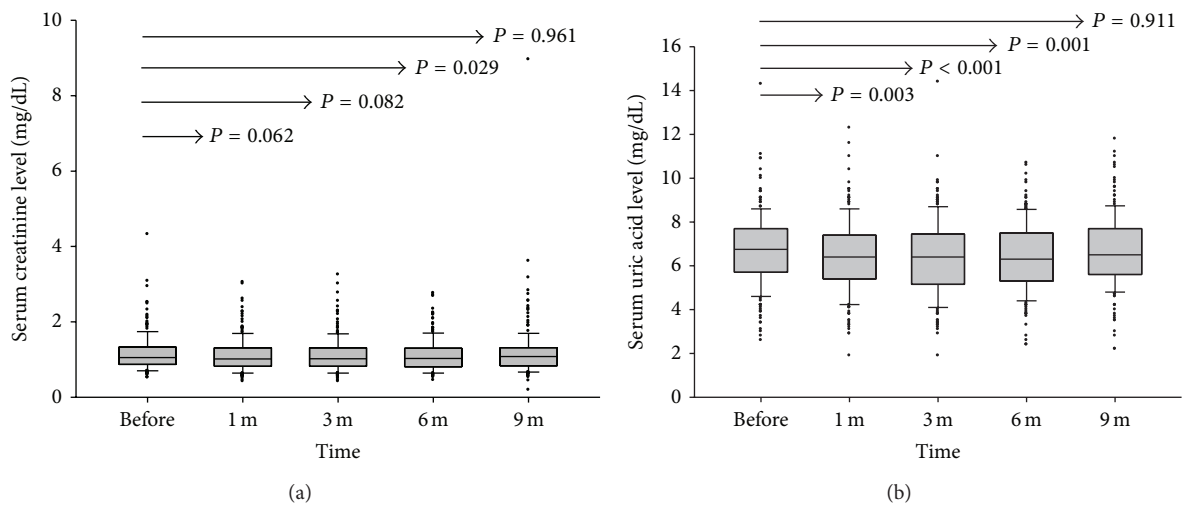 Serum creatinine level (mg/dL)
10
8
6
4
2
0
P = 0.961
P = 0.029
P = 0.082
P = 0.062
Before
1 m
3 m
6 m
9 m
Time
(a)
Serum uric acid level (mg/dL)
16
14
12
10
8
6
4
2
0
P = 0.911
P = 0.001
P < 0.001
P = 0.003
Before
1 m
3 m
6 m
9 m
Time
(b)